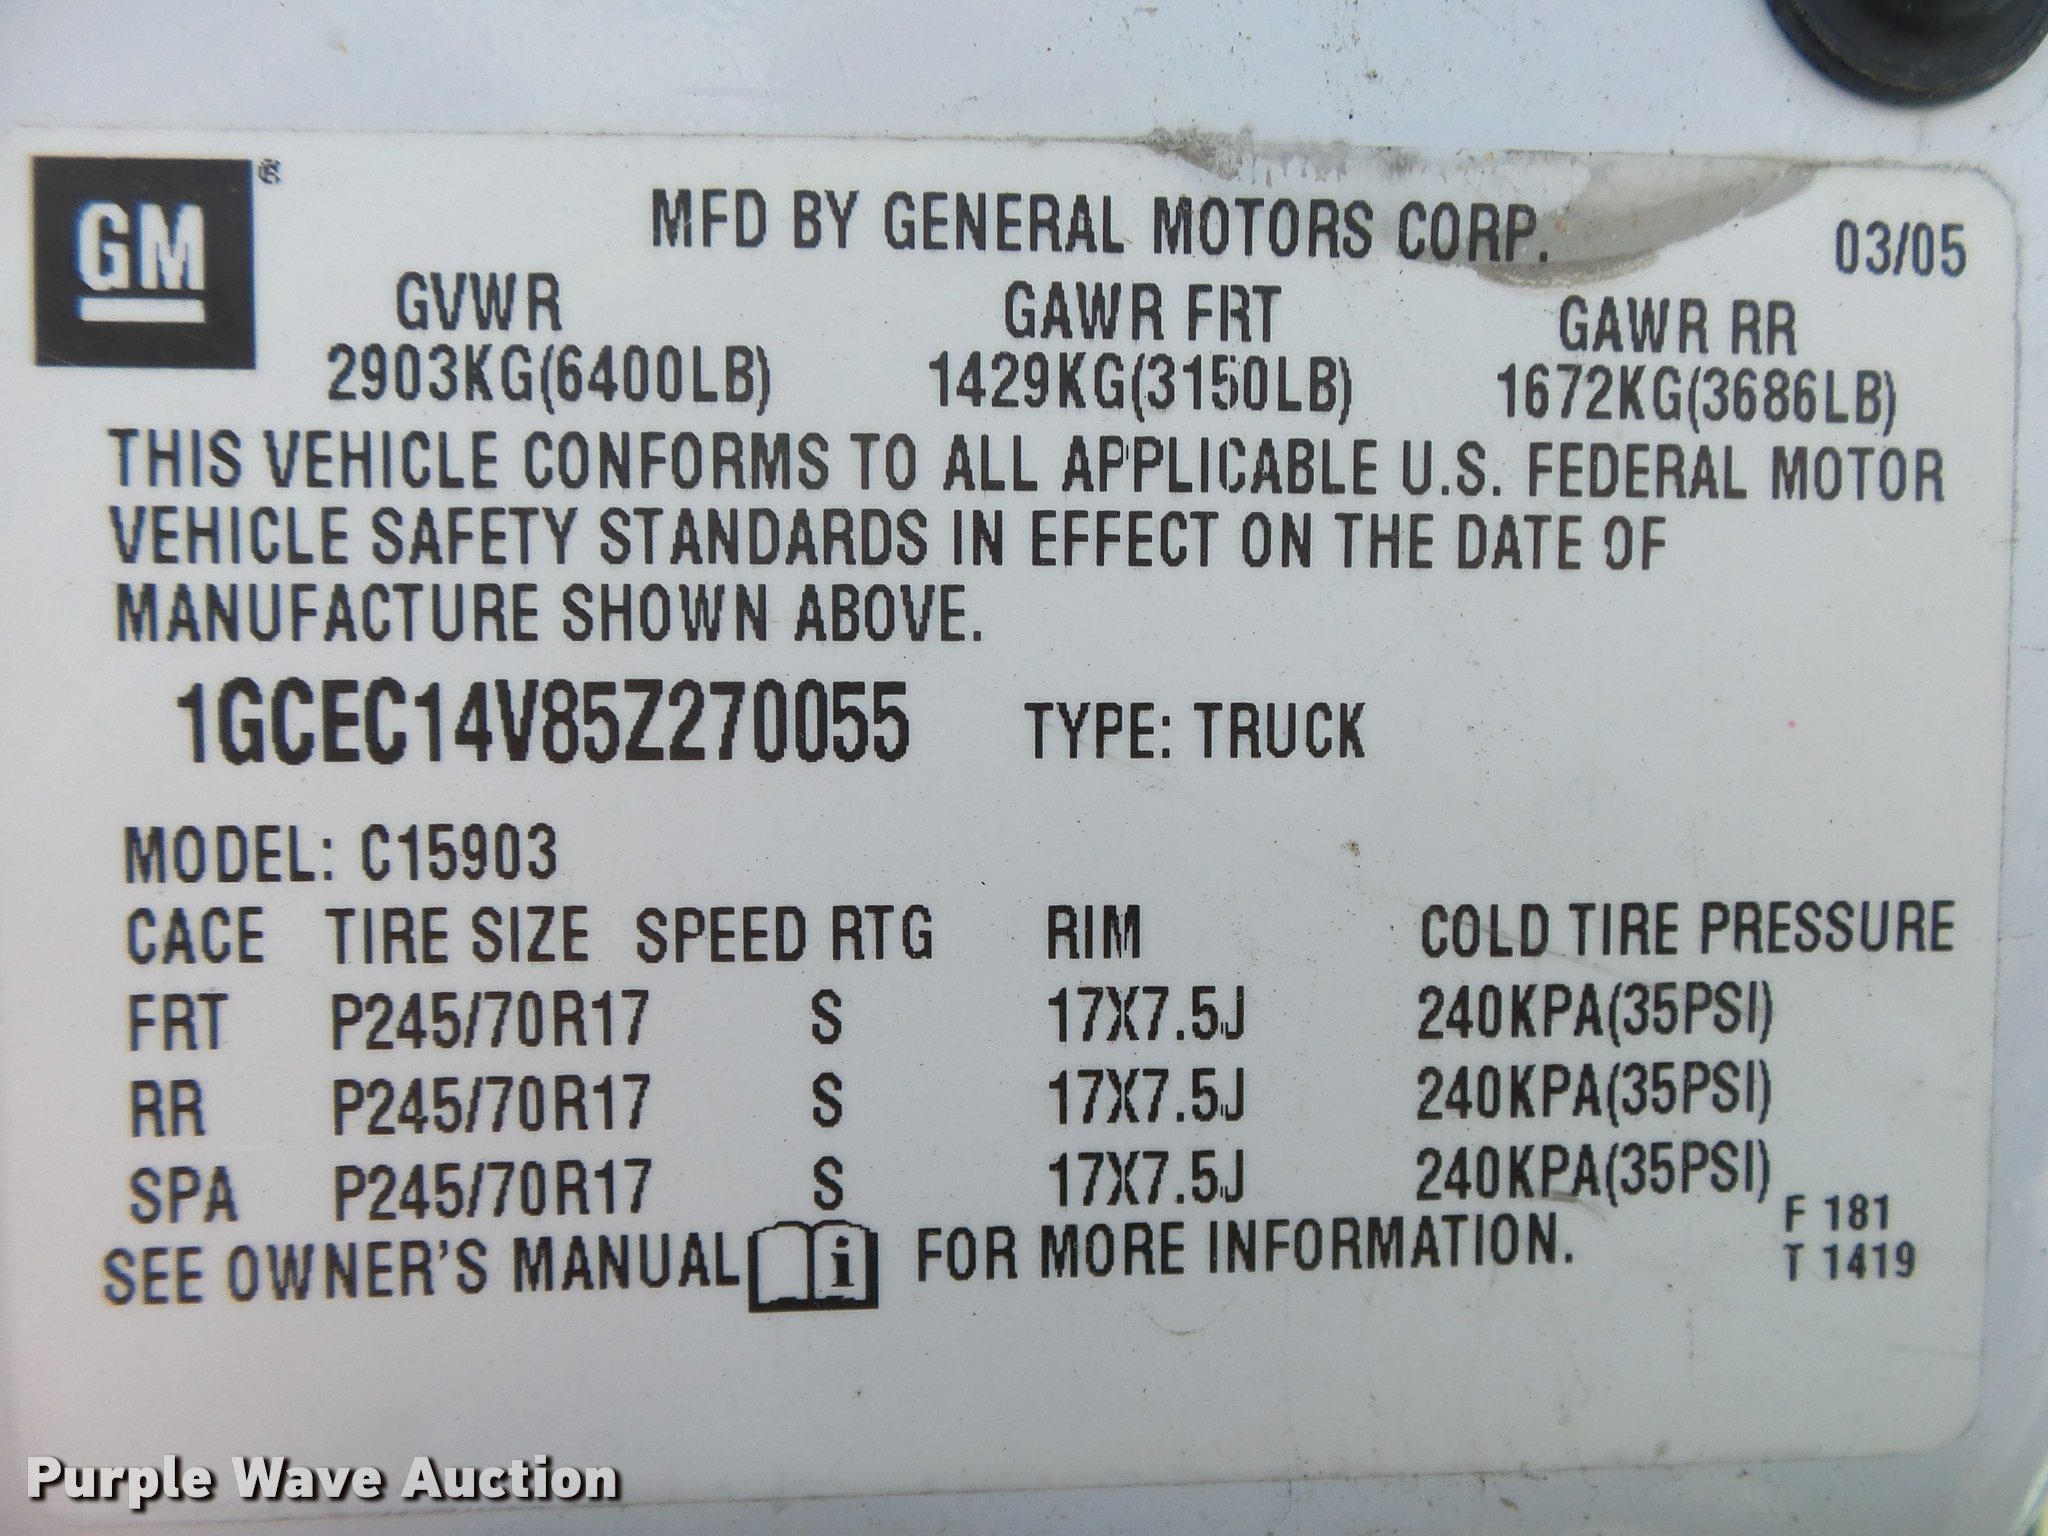 GM®
MFD BY GENERAL MOTORS CORP. 03/05
GVWR GAWR FRT GAWR RR
2903KG(6400LB) 1429KG(3150LB) 1672KG(3686LB)
THIS VEHICLE CONFORMS TO ALL APPLICABLE U.S. FEDERAL MOTOR
VEHICLE SAFETY STANDARDS IN EFFECT ON THE DATE OF
MANUFACTURE SHOWN ABOVE.
1GCEC14V85Z270055 TYPE: TRUCK
MODEL: C15903
CACE TIRE SIZE SPEED RTG RIM COLD TIRE PRESSURE
FRT P245/70R17 S 17X7.5J 240KPA(35PSI)
RR P245/70R17 S 17X7.5J 240KPA(35PSI)
SPA P245/70R17 S 17X7.5J 240KPA(35PSI)
SEE OWNER'S MANUAL i FOR MORE INFORMATION.
F 181
T 1419
Purple Wave Auction